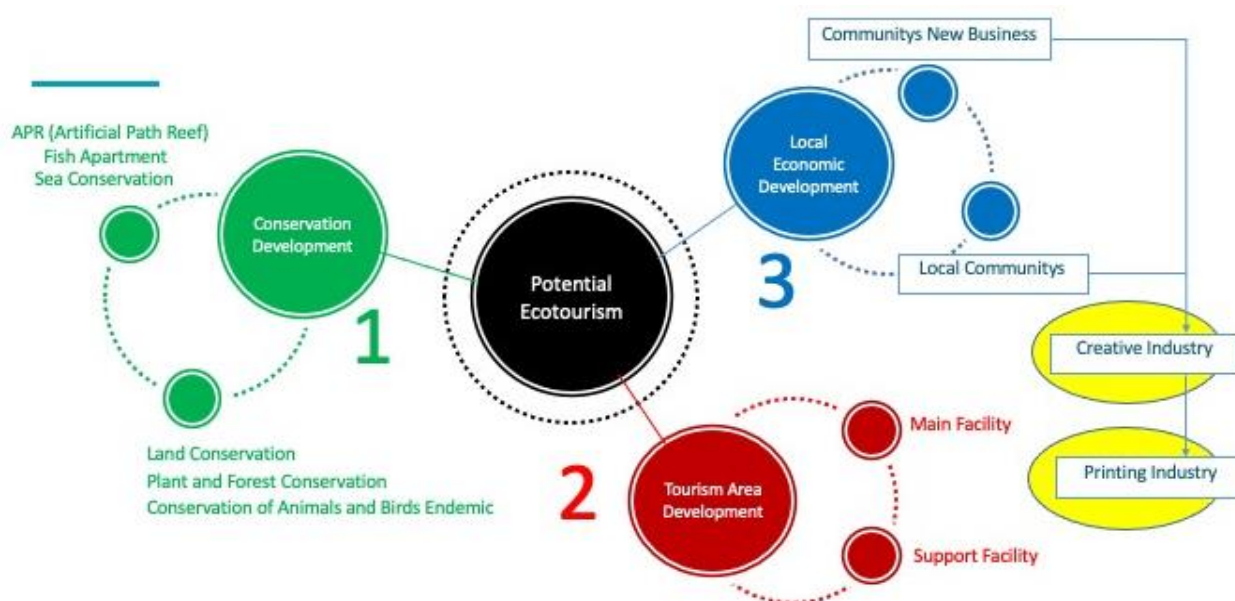 APR (Artificial Path Reef)
Fish Apartment
Sea Conservation
Conservation
Development
1
Land Conservation
Plant and Forest Conservation
Conservation of Animals and Birds Endemic
Potential
Ecotourism
2
Tourism Area
Development
Main Facility
Support Facility
3
Local
Economic
Development
Communitys New Business
Local Communitys
Creative Industry
Printing Industry